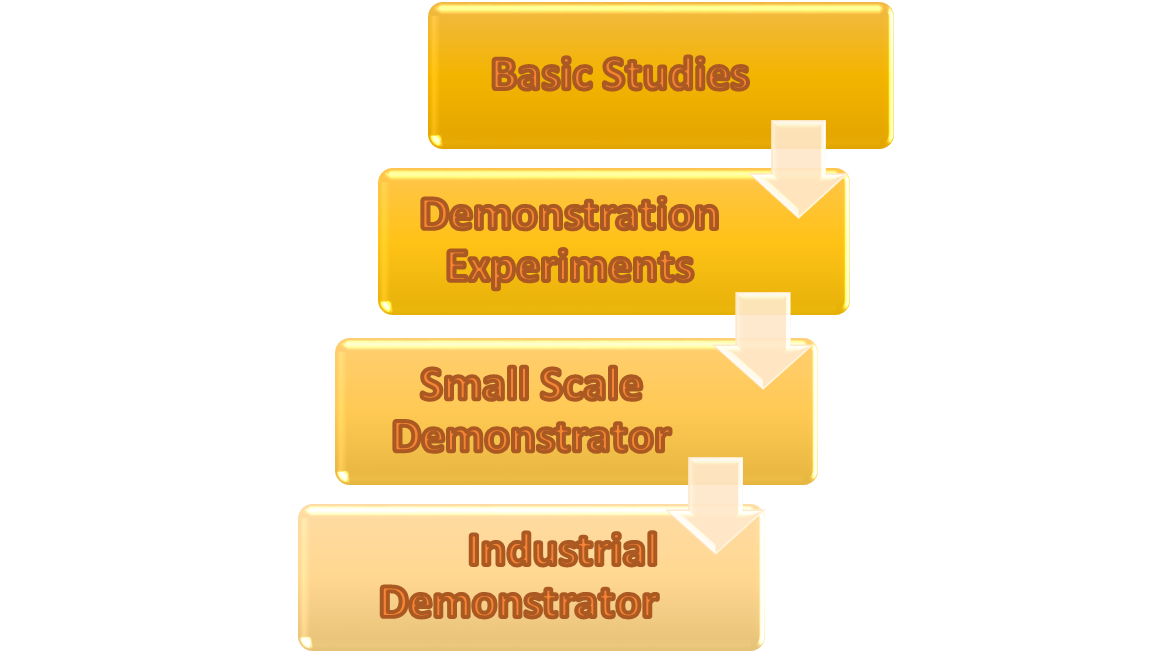 Basic Studies
Demonstration
Experiments
Small Scale
Demonstrator
Industrial
Demonstrator